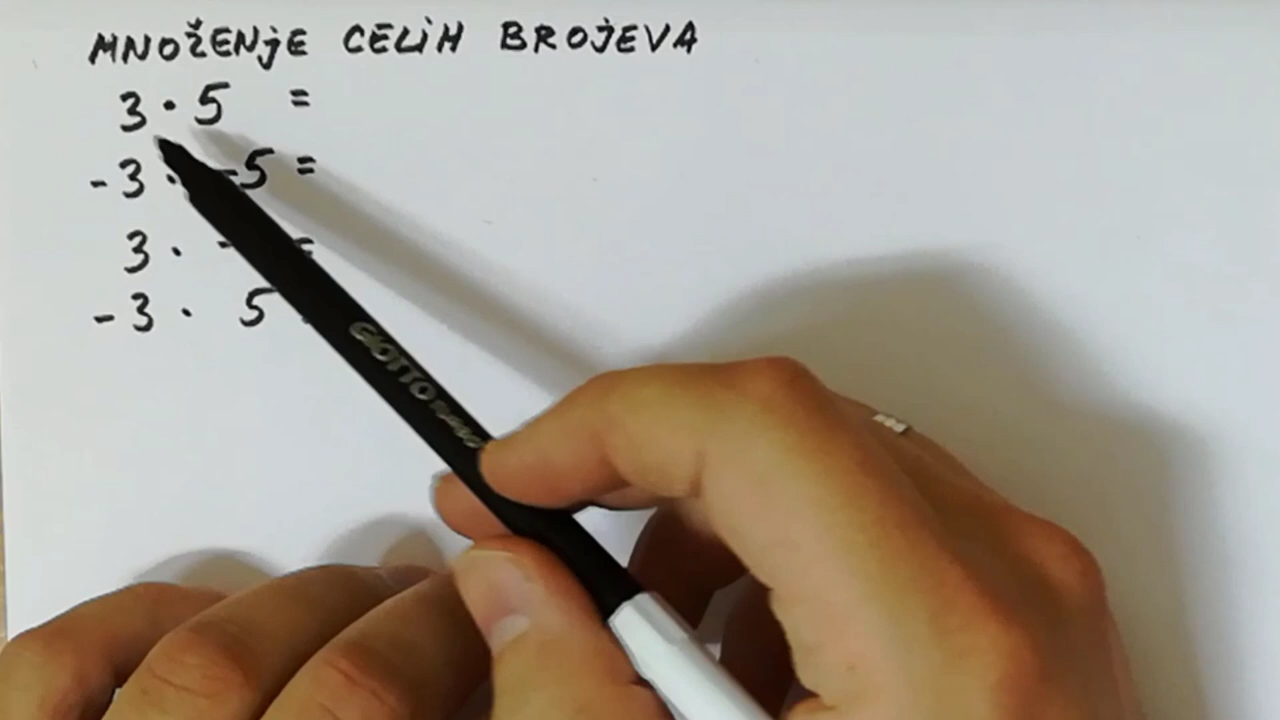 MNOŽENjE CELiH BROjEVA
3 · 5 =
-3 · -5 =
3 · - =
-3 · 5
GIOTTO